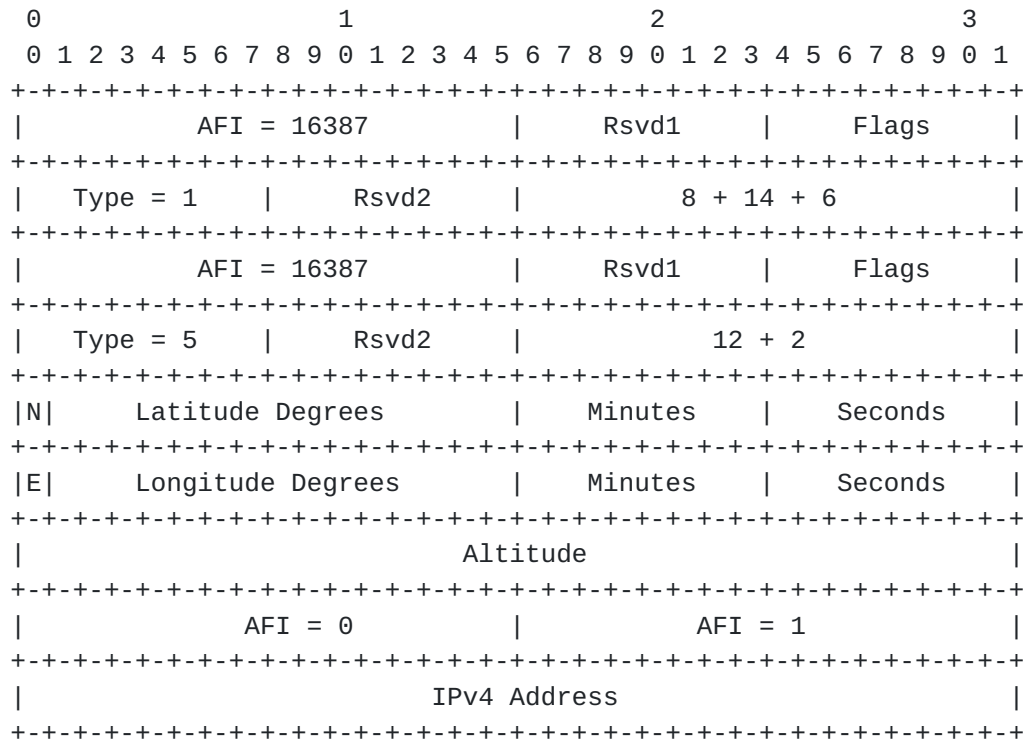 0                   1                   2                   3
 0 1 2 3 4 5 6 7 8 9 0 1 2 3 4 5 6 7 8 9 0 1 2 3 4 5 6 7 8 9 0 1
+-+-+-+-+-+-+-+-+-+-+-+-+-+-+-+-+-+-+-+-+-+-+-+-+-+-+-+-+-+-+-+-+
|           AFI = 16387         |     Rsvd1     |     Flags     |
+-+-+-+-+-+-+-+-+-+-+-+-+-+-+-+-+-+-+-+-+-+-+-+-+-+-+-+-+-+-+-+-+
|   Type = 1    |     Rsvd2     |          8 + 14 + 6           |
+-+-+-+-+-+-+-+-+-+-+-+-+-+-+-+-+-+-+-+-+-+-+-+-+-+-+-+-+-+-+-+-+
|           AFI = 16387         |     Rsvd1     |     Flags     |
+-+-+-+-+-+-+-+-+-+-+-+-+-+-+-+-+-+-+-+-+-+-+-+-+-+-+-+-+-+-+-+-+
|   Type = 5    |     Rsvd2     |            12 + 2             |
+-+-+-+-+-+-+-+-+-+-+-+-+-+-+-+-+-+-+-+-+-+-+-+-+-+-+-+-+-+-+-+-+
|N|     Latitude Degrees        |    Minutes    |    Seconds    |
+-+-+-+-+-+-+-+-+-+-+-+-+-+-+-+-+-+-+-+-+-+-+-+-+-+-+-+-+-+-+-+-+
|E|     Longitude Degrees       |    Minutes    |    Seconds    |
+-+-+-+-+-+-+-+-+-+-+-+-+-+-+-+-+-+-+-+-+-+-+-+-+-+-+-+-+-+-+-+-+
|                            Altitude                           |
+-+-+-+-+-+-+-+-+-+-+-+-+-+-+-+-+-+-+-+-+-+-+-+-+-+-+-+-+-+-+-+-+
|              AFI = 0          |           AFI = 1             |
+-+-+-+-+-+-+-+-+-+-+-+-+-+-+-+-+-+-+-+-+-+-+-+-+-+-+-+-+-+-+-+-+
|                          IPv4 Address                         |
+-+-+-+-+-+-+-+-+-+-+-+-+-+-+-+-+-+-+-+-+-+-+-+-+-+-+-+-+-+-+-+-+